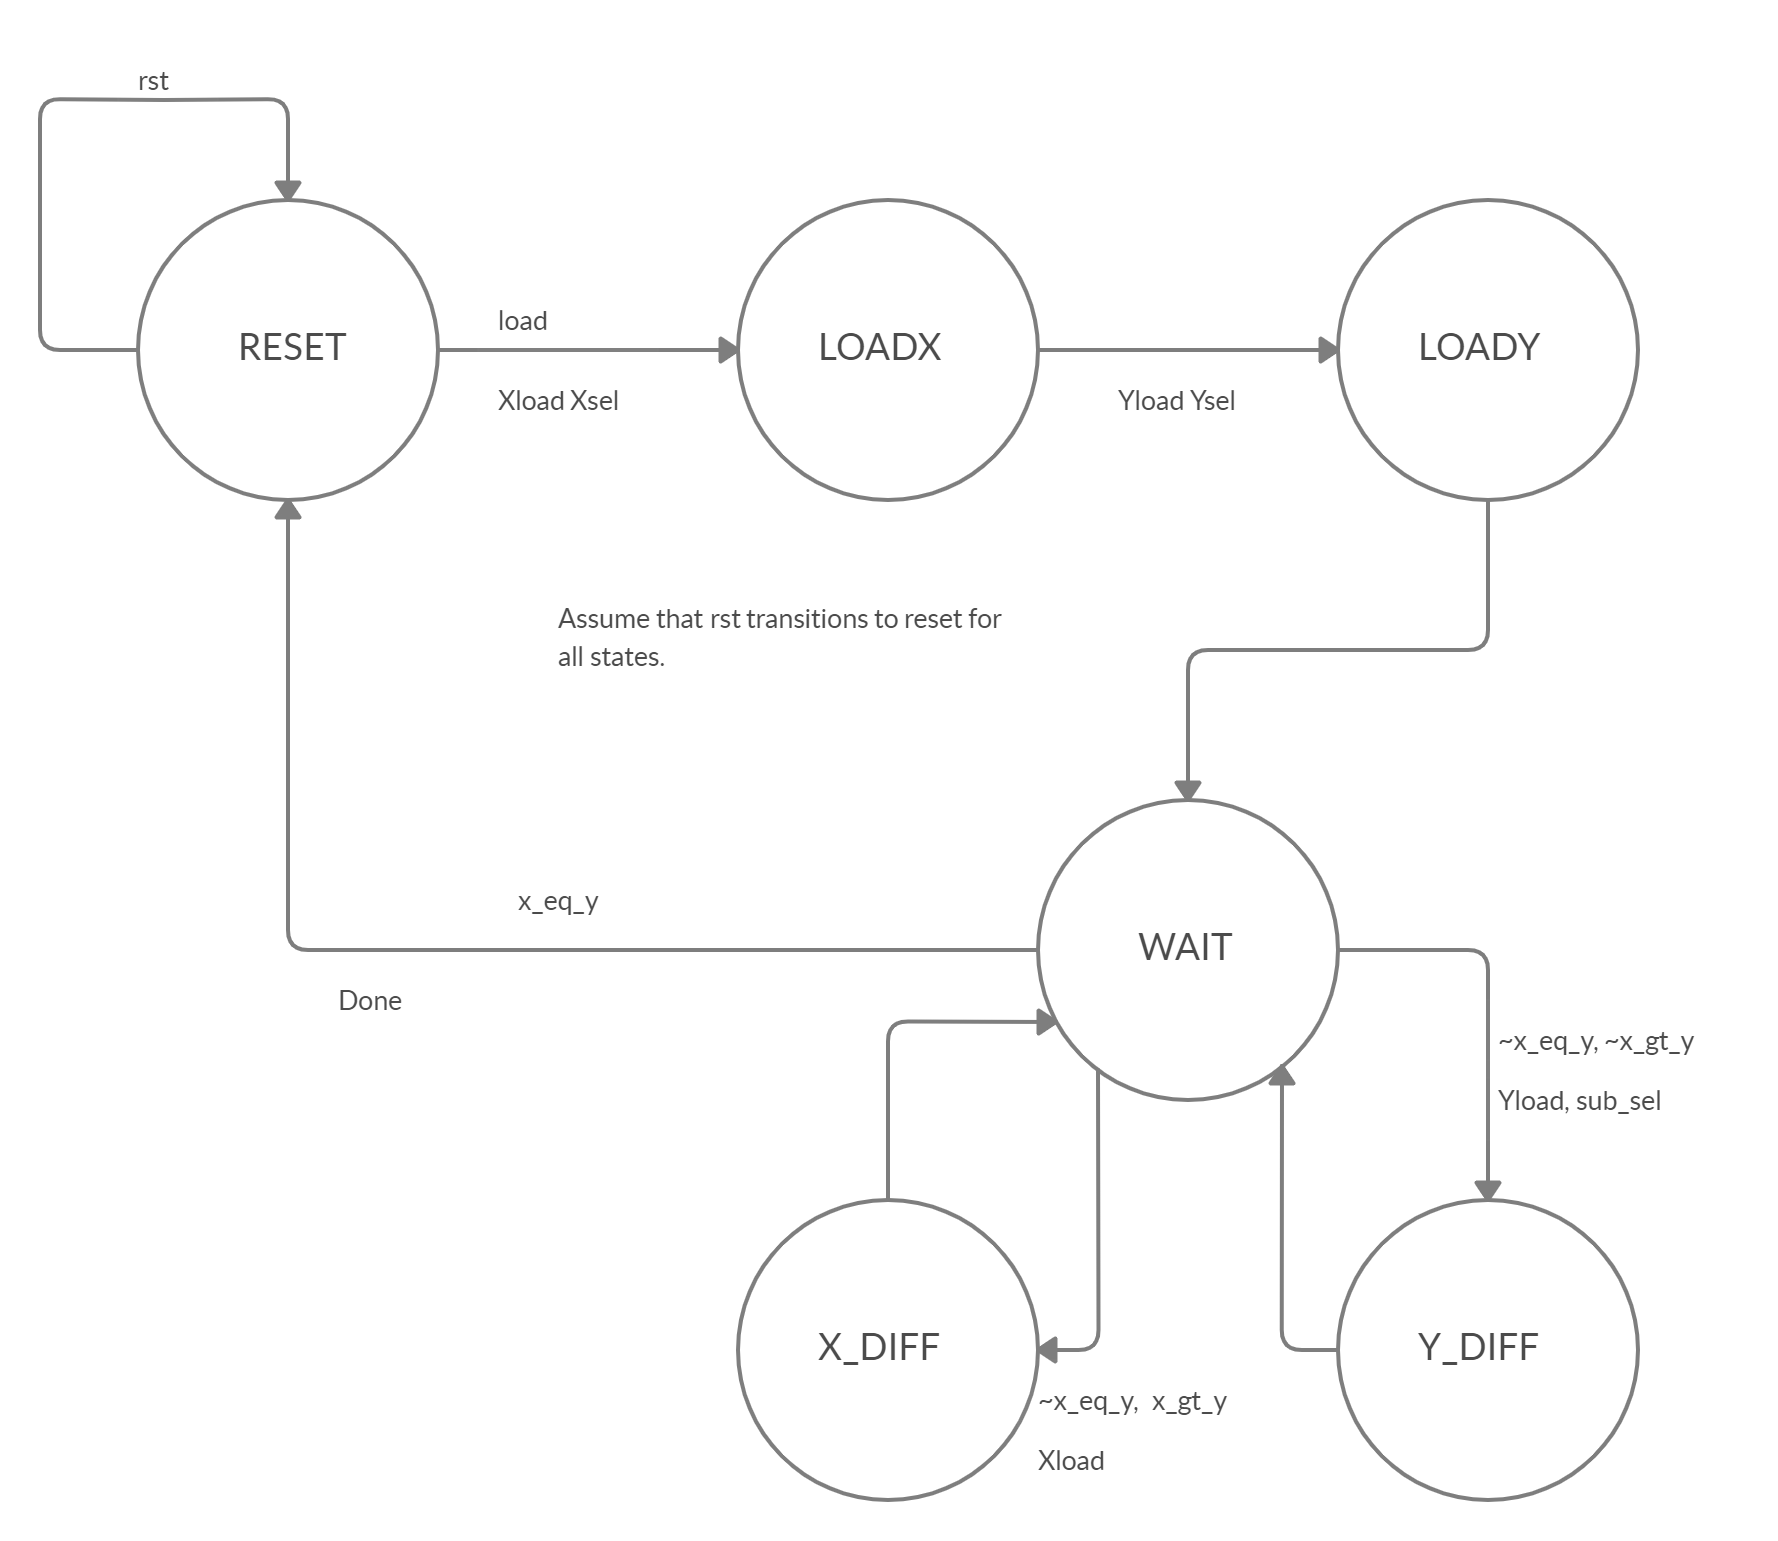 rst
RESET
load
Xload Xsel
LOADX
Yload Ysel
LOADY
Assume that rst transitions to reset for
all states.
x_eq_y
Done
WAIT
~x_eq_y, ~x_gt_y
Yload, sub_sel
X_DIFF
~x_eq_y,  x_gt_y
Xload
Y_DIFF